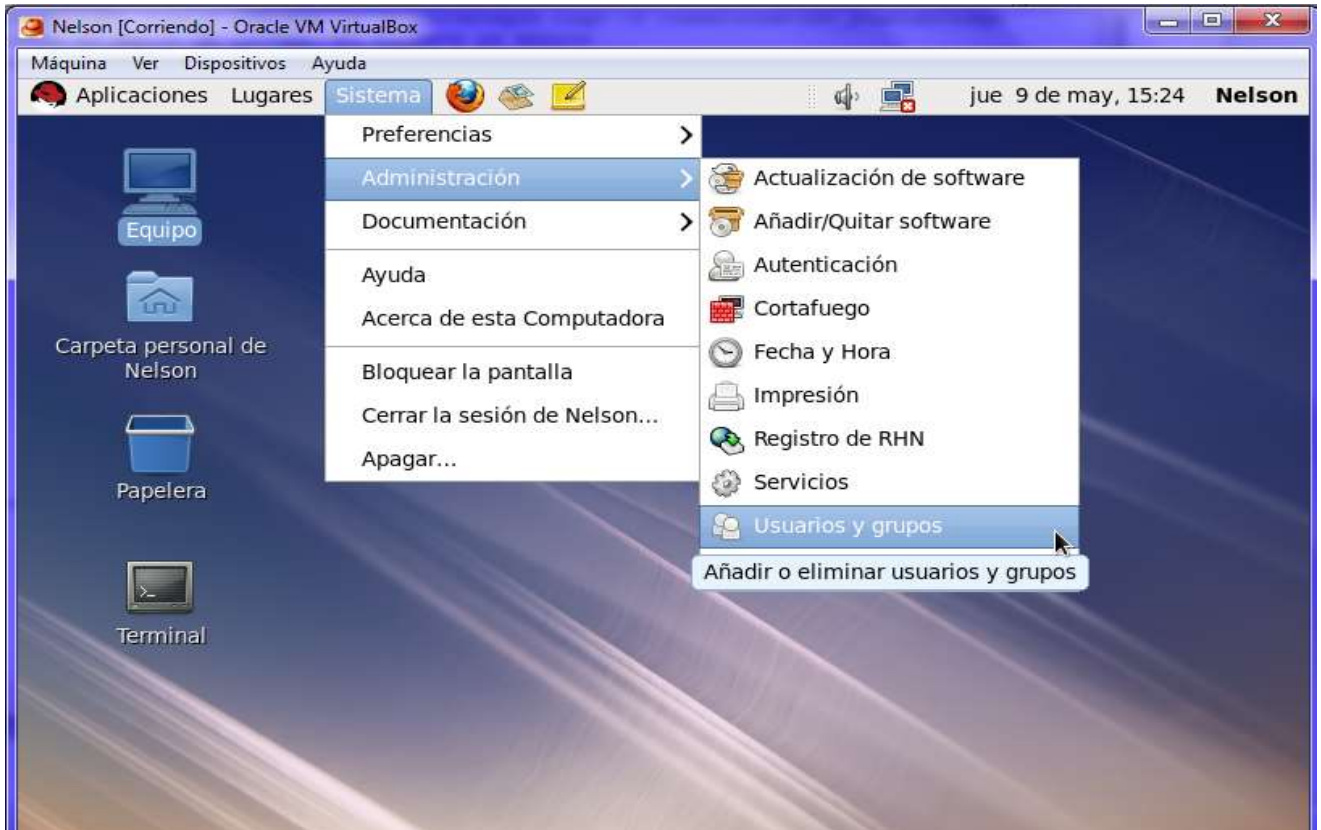 Nelson [Corriendo] - Oracle VM VirtualBox
Máquina Ver Dispositivos Ayuda
Aplicaciones Lugares Sistema jue 9 de may, 15:24 Nelson
Preferencias
Administración
Documentación
Ayuda
Acerca de esta Computadora
Bloquear la pantalla
Cerrar la sesión de Nelson...
Apagar...
Actualización de software
Añadir/Quitar software
Autenticación
Cortafuego
Fecha y Hora
Impresión
Registro de RHN
Servicios
Usuarios y grupos
Añadir o eliminar usuarios y grupos
Equipo
Carpeta personal de
Nelson
Papelera
Terminal